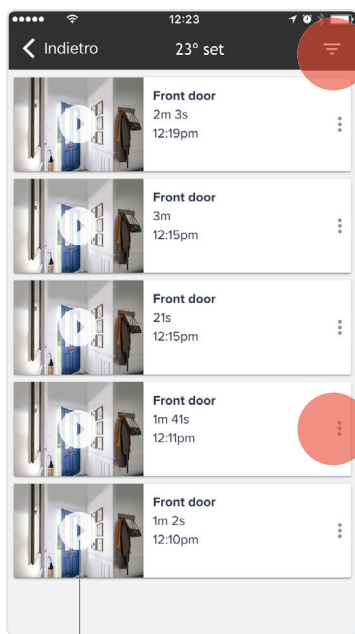 12:23
Indietro
23° set
Front door
2m 3s
12:19pm
Front door
3m
12:15pm
Front door
21s
12:15pm
Front door
1m 41s
12:11pm
Front door
1m 2s
12:10pm